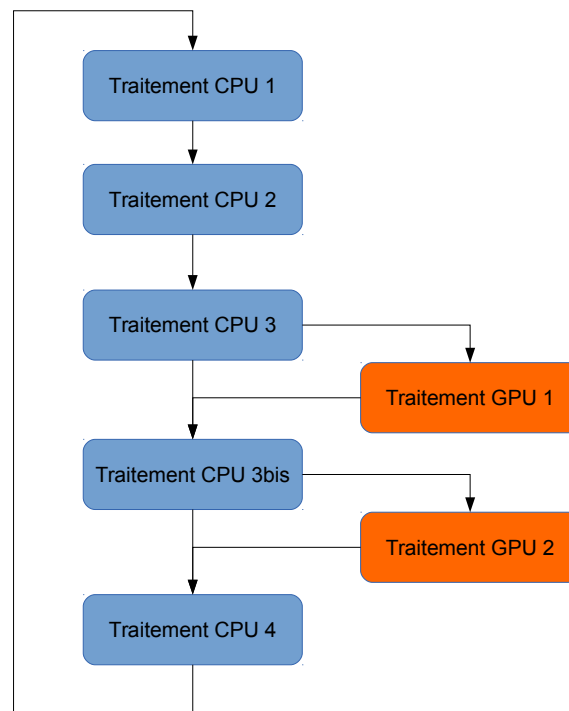 Traitement CPU 1
Traitement CPU 2
Traitement CPU 3
Traitement GPU 1
Traitement CPU 3bis
Traitement GPU 2
Traitement CPU 4